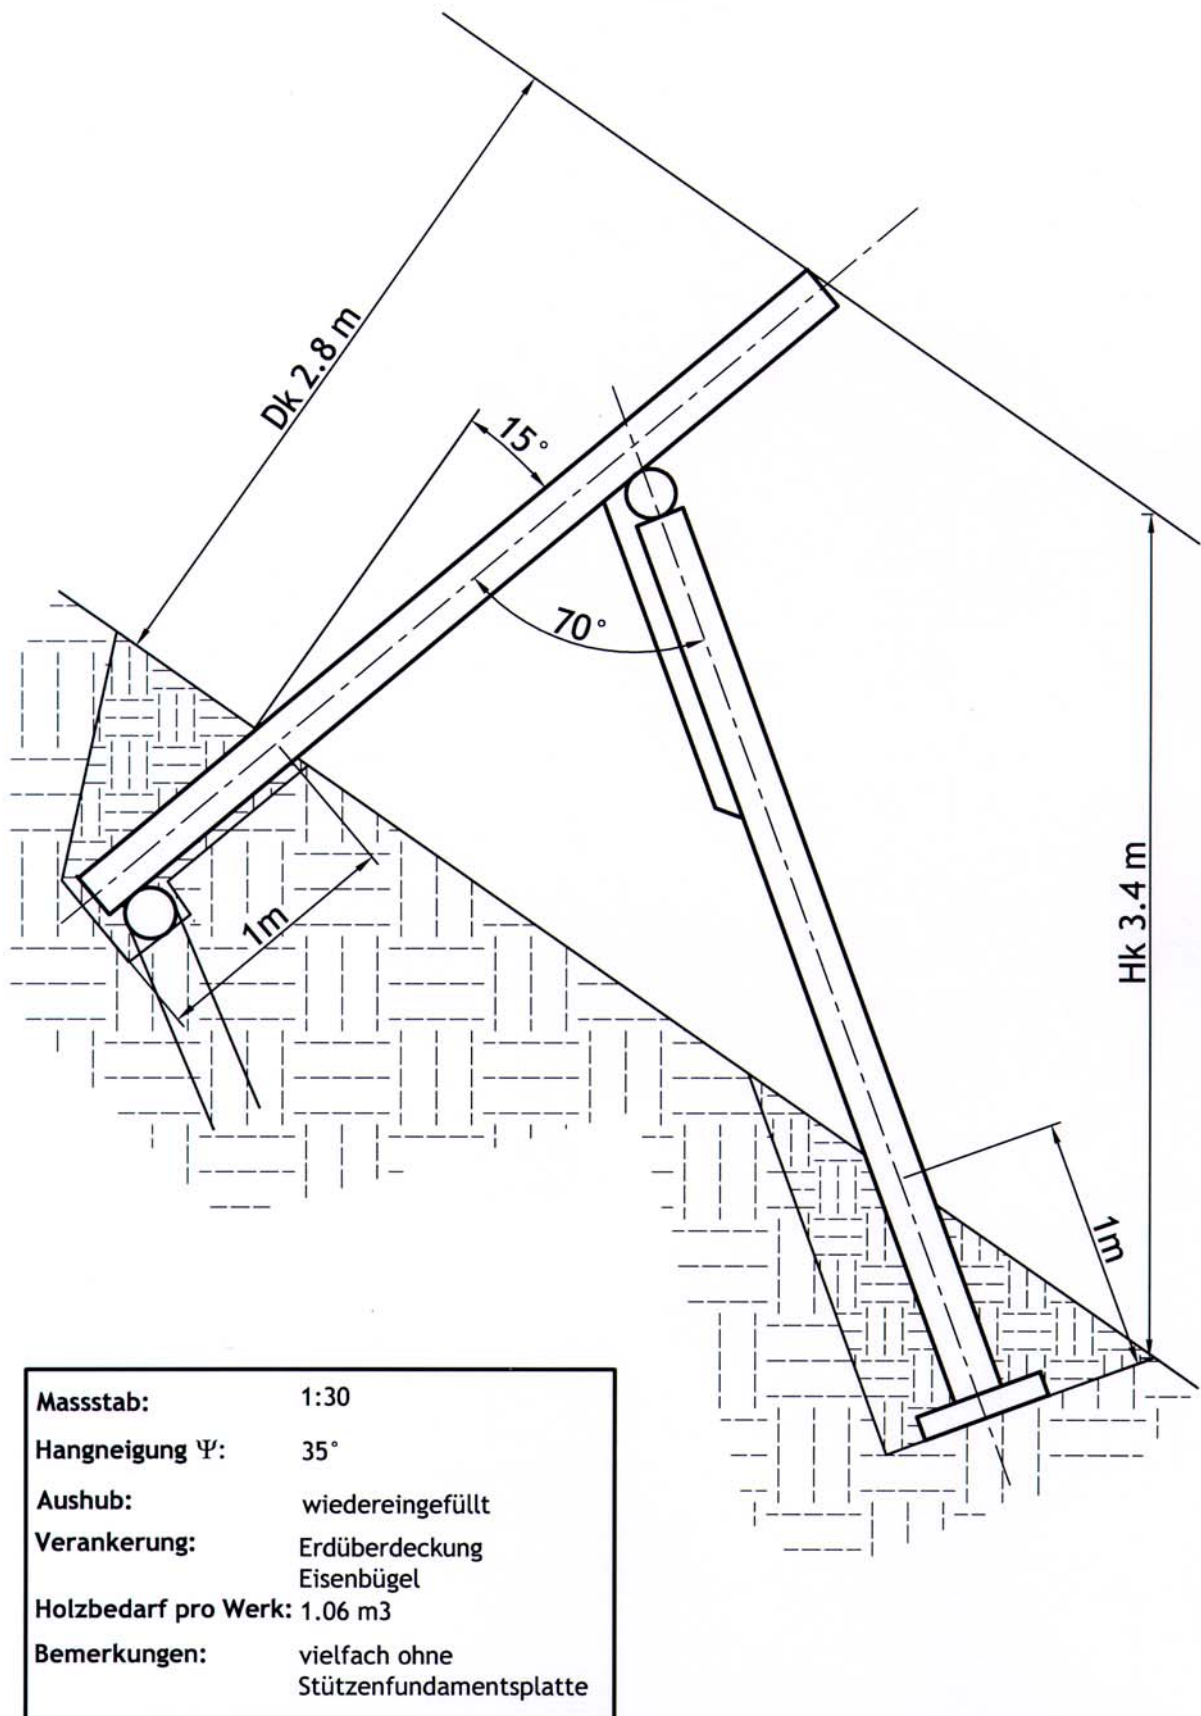 Dk 2.8 m
15°
70°
Hk 3.4 m
1m
1m
Massstab: 1:30
Hangneigung Ψ: 35°
Aushub: wiedereingefüllt
Verankerung: Erdüberdeckung
Eisenbügel
Holzbedarf pro Werk: 1.06 m3
Bemerkungen: vielfach ohne
Stützenfundamentsplatte